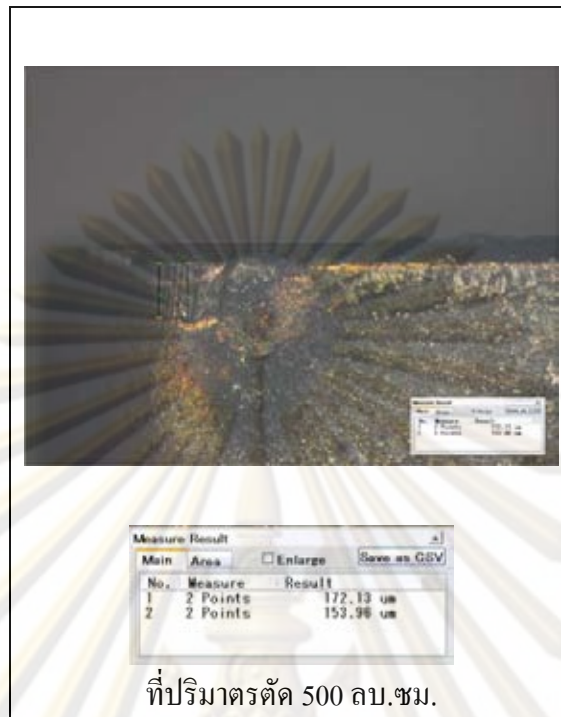 Measure Result
Main Area Enlarge Save as CSV
No. Measure Result
1 2 Points 172.13 um
2 2 Points 153.96 um
ที่ปริมาตรตัด 500 ลบ.ซม.